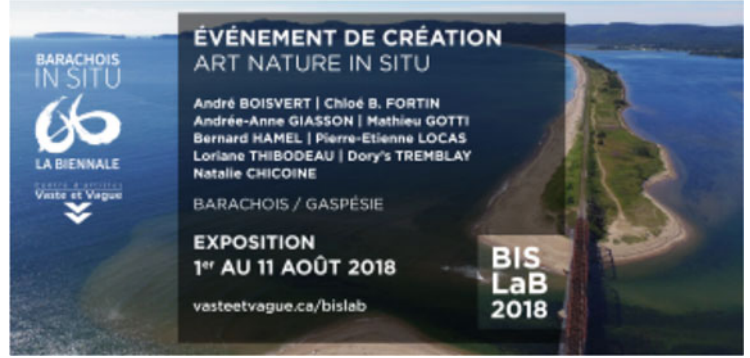 BARACHOIS
IN SITU
LA BIENNALE
Centre d'artistes
Vaste et Vague
ÉVÉNEMENT DE CRÉATION
ART NATURE IN SITU
André BOISVERT | Chloé B. FORTIN
Andrée-Anne GIASSON | Mathieu GOTTI
Bernard HAMEL | Pierre-Etienne LOCAS
Loriane THIBODEAU | Dory's TREMBLAY
Natalie CHICOINE
BARACHOIS / GASPÉSIE
EXPOSITION
1er AU 11 AOÛT 2018
vasteetvague.ca/bislab
BIS
LaB
2018